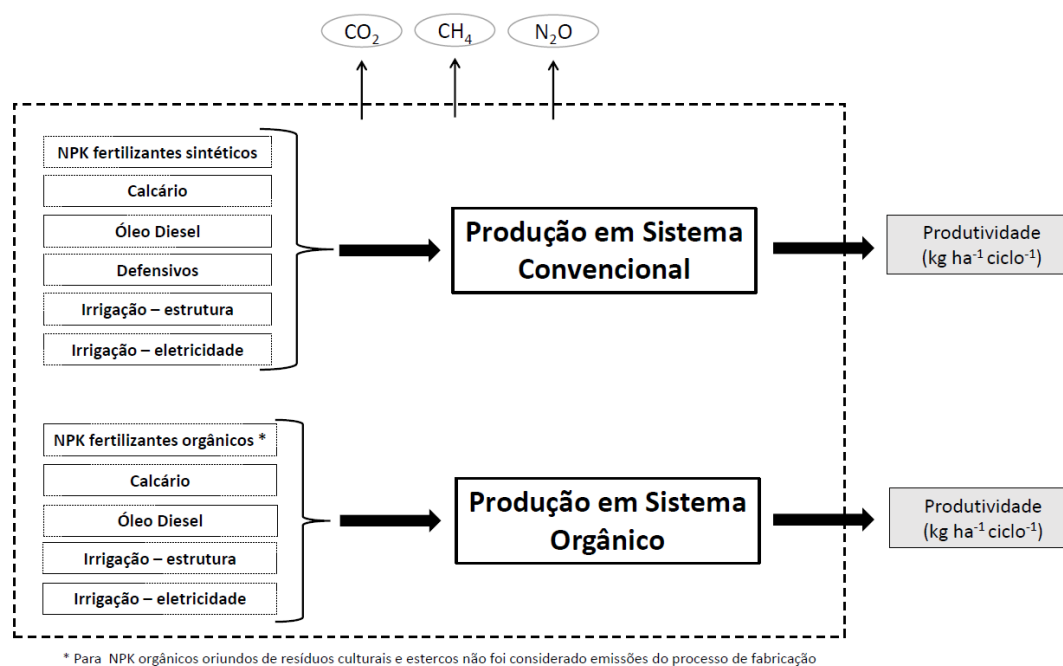 CO₂ CH₄ N₂O
NPK fertilizantes sintéticos
Calcário
Óleo Diesel
Defensivos
Irrigação – estrutura
Irrigação – eletricidade
Produção em Sistema
Convencional
Produtividade
(kg ha⁻¹ ciclo⁻¹)
NPK fertilizantes orgânicos *
Calcário
Óleo Diesel
Irrigação – estrutura
Irrigação – eletricidade
Produção em Sistema
Orgânico
Produtividade
(kg ha⁻¹ ciclo⁻¹)
* Para NPK orgânicos oriundos de resíduos culturais e estercos não foi considerado emissões do processo de fabricação